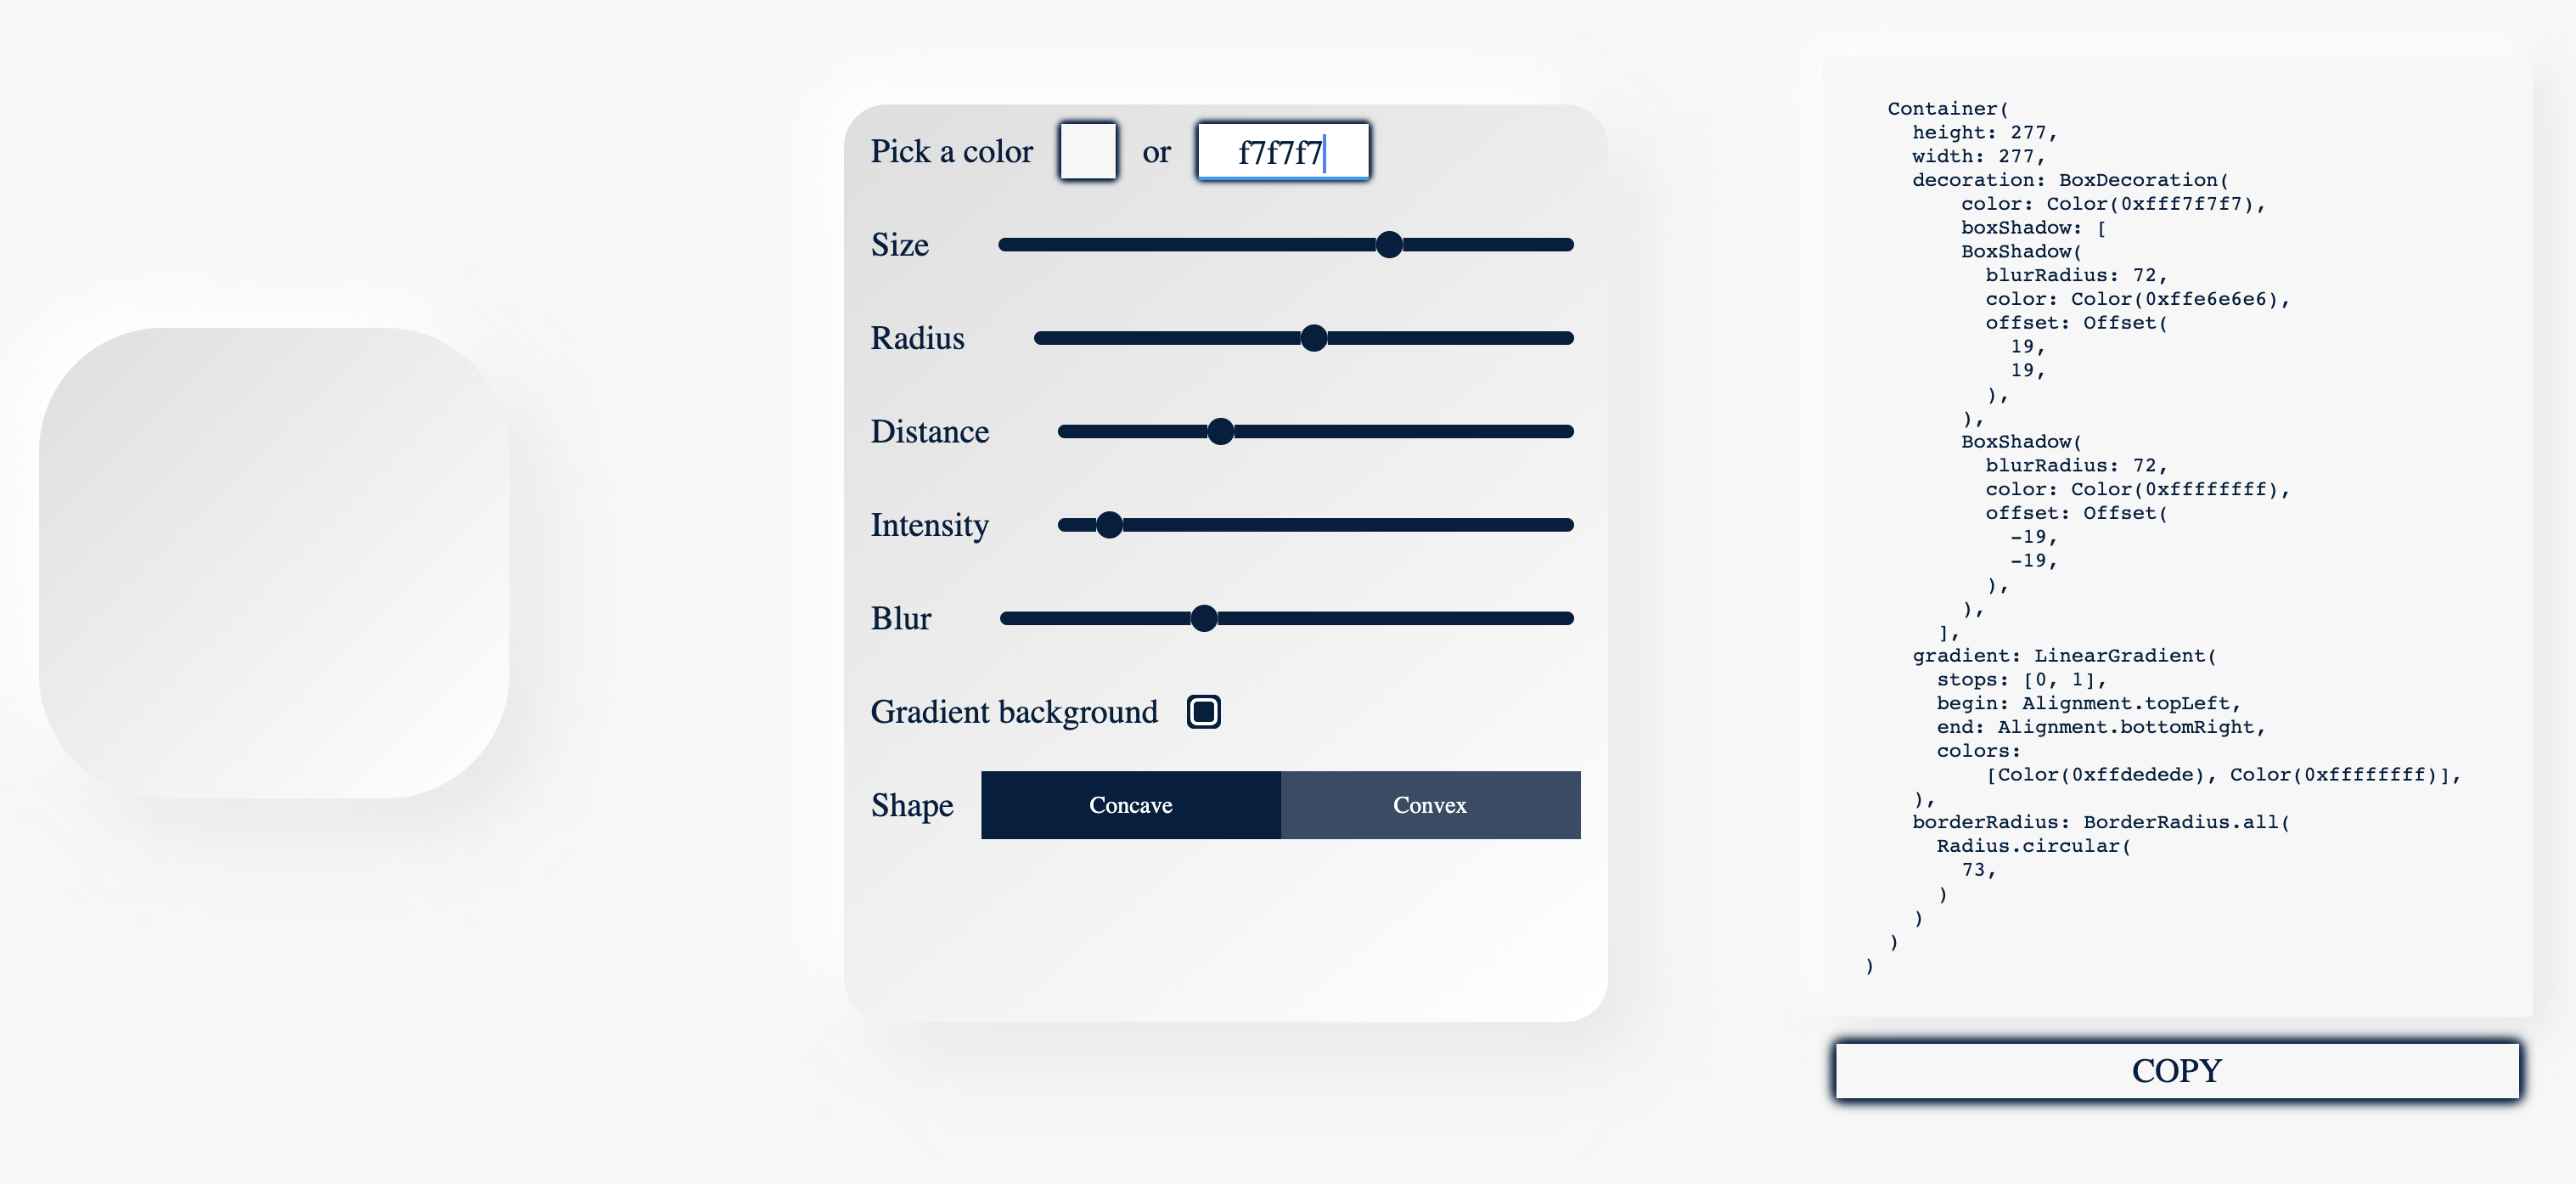 Pick a color or f7f7f7
Size
Radius
Distance
Intensity
Blur
Gradient background
Shape Concave Convex
Container(
height: 277,
width: 277,
decoration: BoxDecoration(
color: Color(0xfff7f7f7),
boxShadow: [
BoxShadow(
blurRadius: 72,
color: Color(0xffe6e6e6),
offset: Offset(
19,
19,
),
),
BoxShadow(
blurRadius: 72,
color: Color(0xffffffff),
offset: Offset(
-19,
-19,
),
),
],
gradient: LinearGradient(
stops: [0, 1],
begin: Alignment.topLeft,
end: Alignment.bottomRight,
colors:
[Color(0xffdedede), Color(0xffffffff)],
),
borderRadius: BorderRadius.all(
Radius.circular(
73,
)
)
)
)
COPY